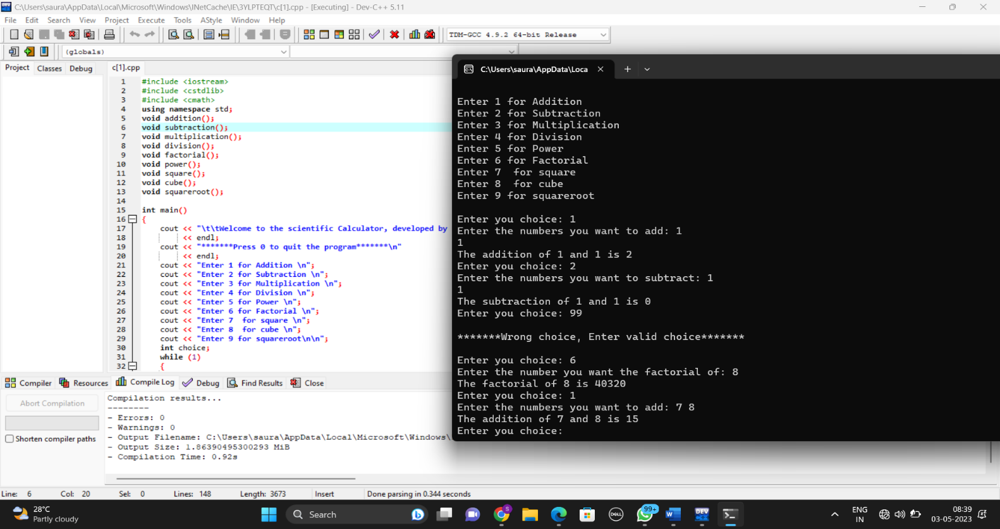 C:\Users\saura\AppData\Local\Microsoft\Windows\INetCache\IE\3YLPTEQT\c[1].cpp - [Executing] - Dev-C++ 5.11
File Edit Search View Project Execute Tools AStyle Window Help
TDM-GCC 4.9.2 64-bit Release
(globals)
Project Classes Debug
c[1].cpp
1 #include <iostream>
2 #include <cstdlib>
3 #include <cmath>
4 using namespace std;
5 void addition();
6 void subtraction();
7 void multiplication();
8 void division();
9 void factorial();
10 void power();
11 void square();
12 void cube();
13 void squareroot();
14
15 int main()
16 {
17 cout << "\t\tWelcome to the scientific Calculator, developed by
18 << endl;
19 cout << "*******Press 0 to quit the program*******\n"
20 << endl;
21 cout << "Enter 1 for Addition \n";
22 cout << "Enter 2 for Subtraction \n";
23 cout << "Enter 3 for Multiplication \n";
24 cout << "Enter 4 for Division \n";
25 cout << "Enter 5 for Power \n";
26 cout << "Enter 6 for Factorial \n";
27 cout << "Enter 7  for square \n";
28 cout << "Enter 8  for cube \n";
29 cout << "Enter 9 for squareroot\n\n";
30 int choice;
31 while (1)
32 {
C:\Users\saura\AppData\Loca
Enter 1 for Addition
Enter 2 for Subtraction
Enter 3 for Multiplication
Enter 4 for Division
Enter 5 for Power
Enter 6 for Factorial
Enter 7  for square
Enter 8  for cube
Enter 9 for squareroot
Enter you choice: 1
Enter the numbers you want to add: 1
1
The addition of 1 and 1 is 2
Enter you choice: 2
Enter the numbers you want to subtract: 1
1
The subtraction of 1 and 1 is 0
Enter you choice: 99
*******Wrong choice, Enter valid choice*******
Enter you choice: 6
Enter the number you want the factorial of: 8
The factorial of 8 is 40320
Enter you choice: 1
Enter the numbers you want to add: 7 8
The addition of 7 and 8 is 15
Enter you choice:
Compiler Resources Compile Log Debug Find Results Close
Abort Compilation
Shorten compiler paths
Compilation results...
--------
- Errors: 0
- Warnings: 0
- Output Filename: C:\Users\saura\AppData\Local\Microsoft\Windows\
- Output Size: 1.86390495300293 MiB
- Compilation Time: 0.92s
Line: 6 Col: 20 Sel: 0 Lines: 148 Length: 3673 Insert Done parsing in 0.344 seconds
28°C
Partly cloudy
Search
S
DELL
99+
W
DEV
ENG
IN
08:39
03-05-2023